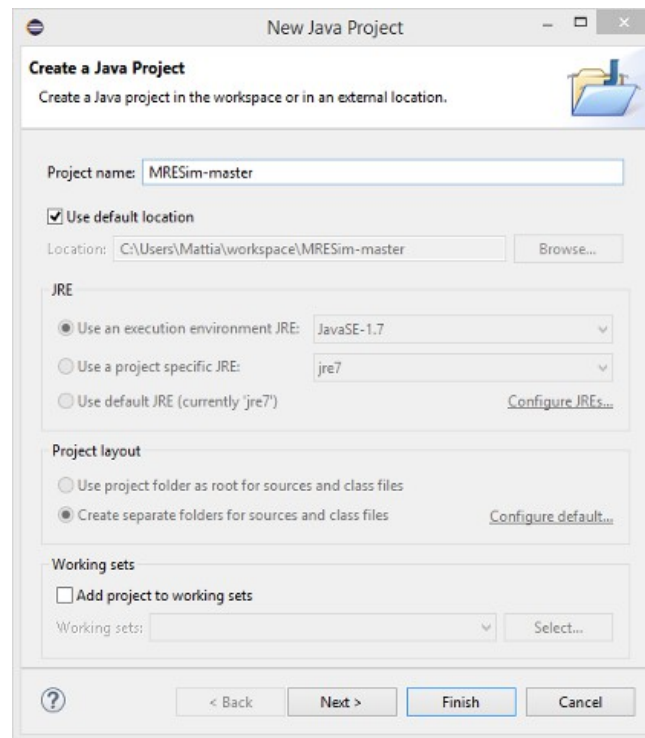 New Java Project
Create a Java Project
Create a Java project in the workspace or in an external location.
Project name: MRESim-master
Use default location
Location: C:\Users\Mattia\workspace\MRESim-master Browse...
JRE
Use an execution environment JRE: JavaSE-1.7
Use a project specific JRE: jre7
Use default JRE (currently 'jre7') Configure JREs...
Project layout
Use project folder as root for sources and class files
Create separate folders for sources and class files Configure default...
Working sets
Add project to working sets
Working sets: Select...
? < Back Next > Finish Cancel